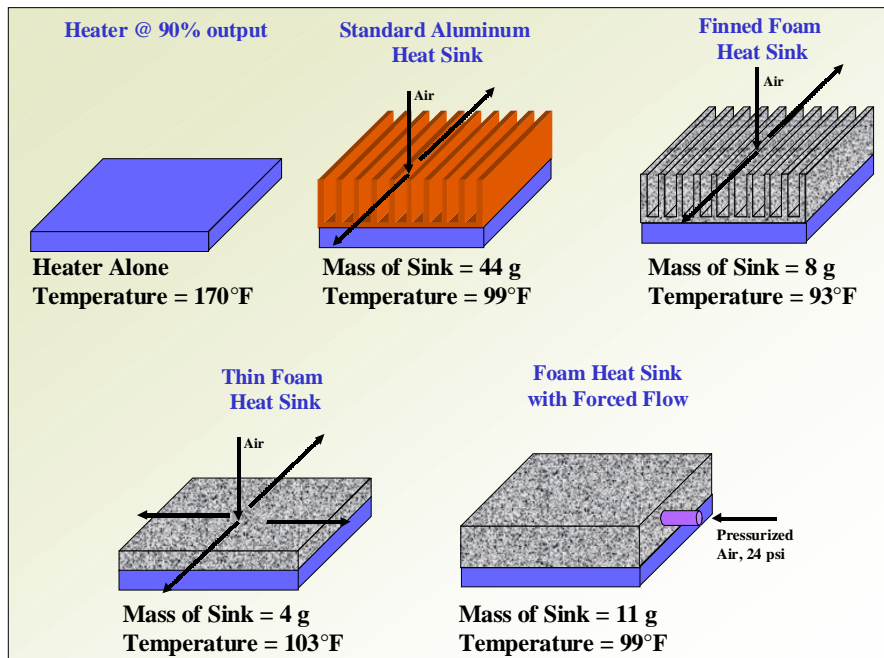 Heater @ 90% output
Heater Alone
Temperature = 170°F
Standard Aluminum
Heat Sink
Air
Mass of Sink = 44 g
Temperature = 99°F
Finned Foam
Heat Sink
Air
Mass of Sink = 8 g
Temperature = 93°F
Thin Foam
Heat Sink
Air
Mass of Sink = 4 g
Temperature = 103°F
Foam Heat Sink
with Forced Flow
Pressurized
Air, 24 psi
Mass of Sink = 11 g
Temperature = 99°F